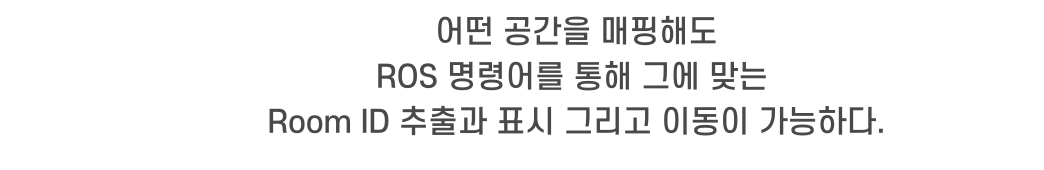 어떤 공간을 매핑해도
ROS 명령어를 통해 그에 맞는
Room ID 추출과 표시 그리고 이동이 가능하다.